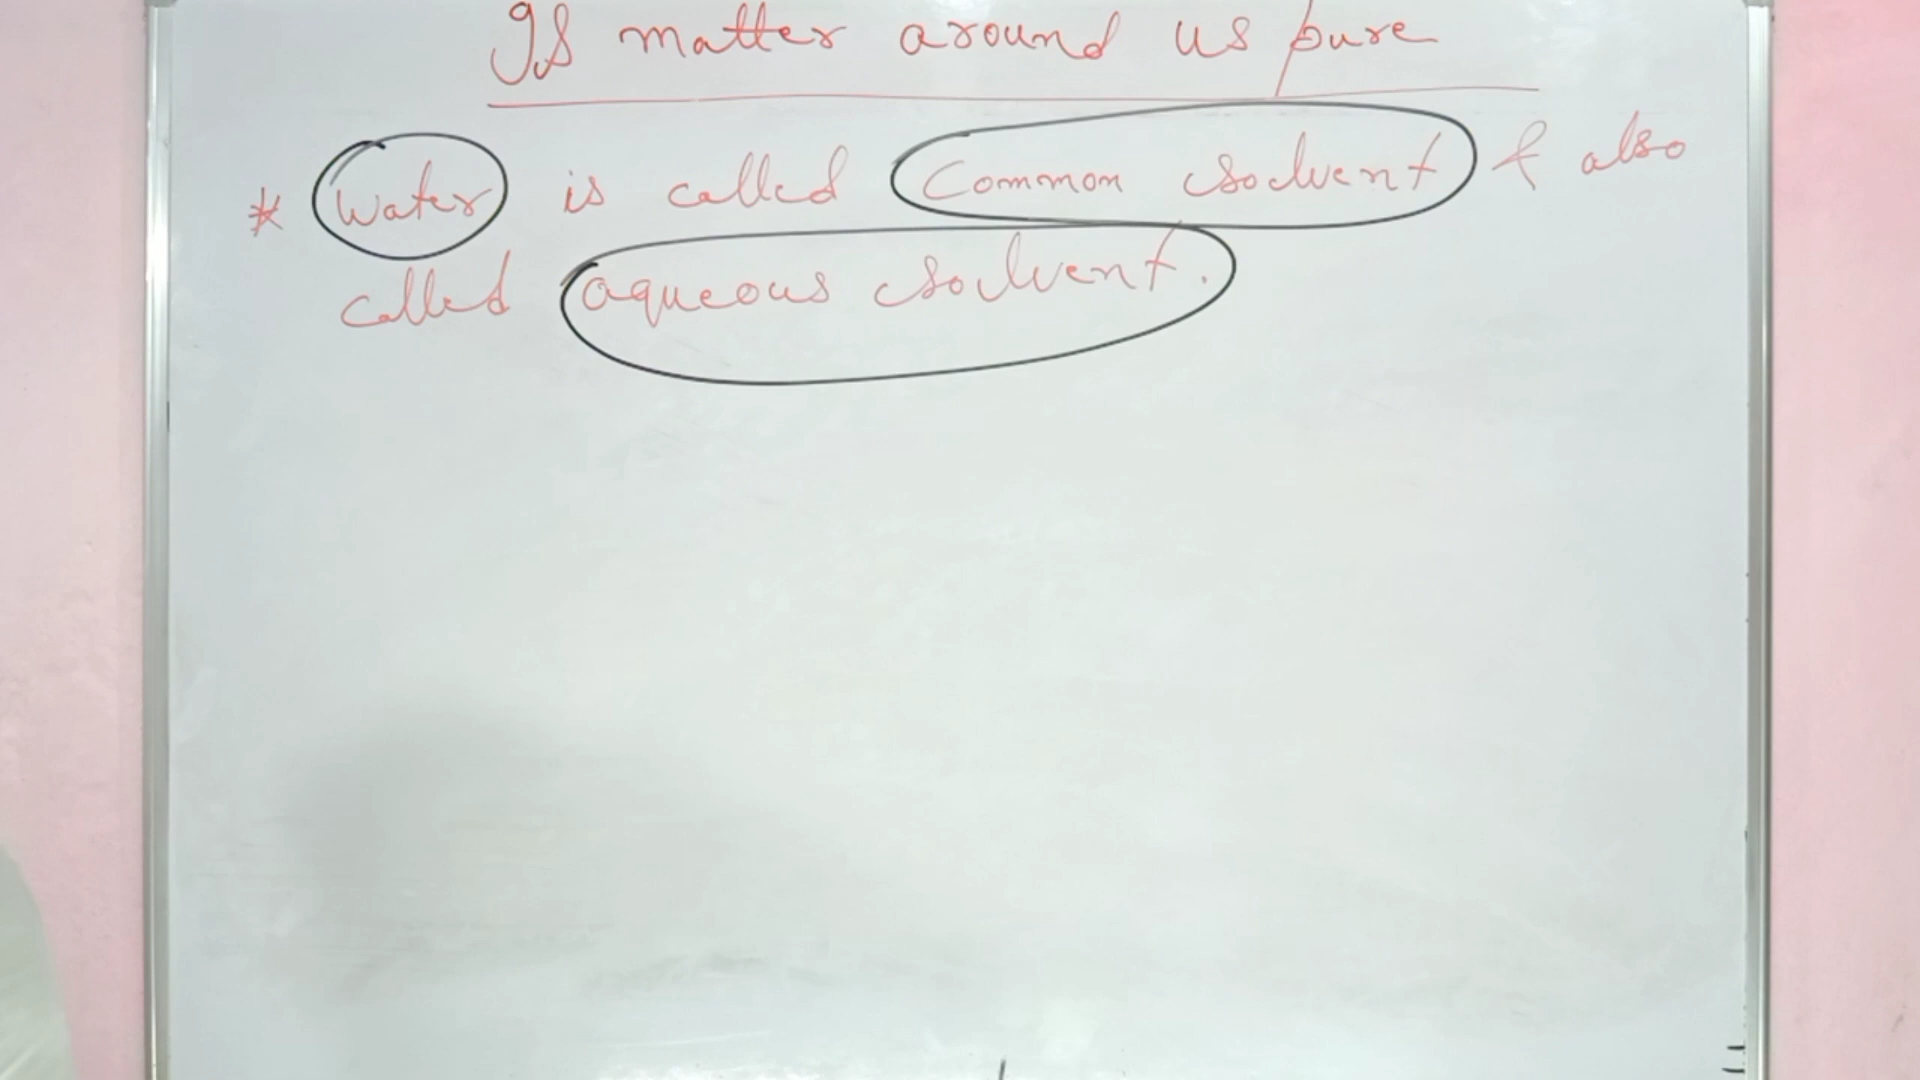 Is matter around us pure
* Water is called Common solvent & also
called aqueous solvent.